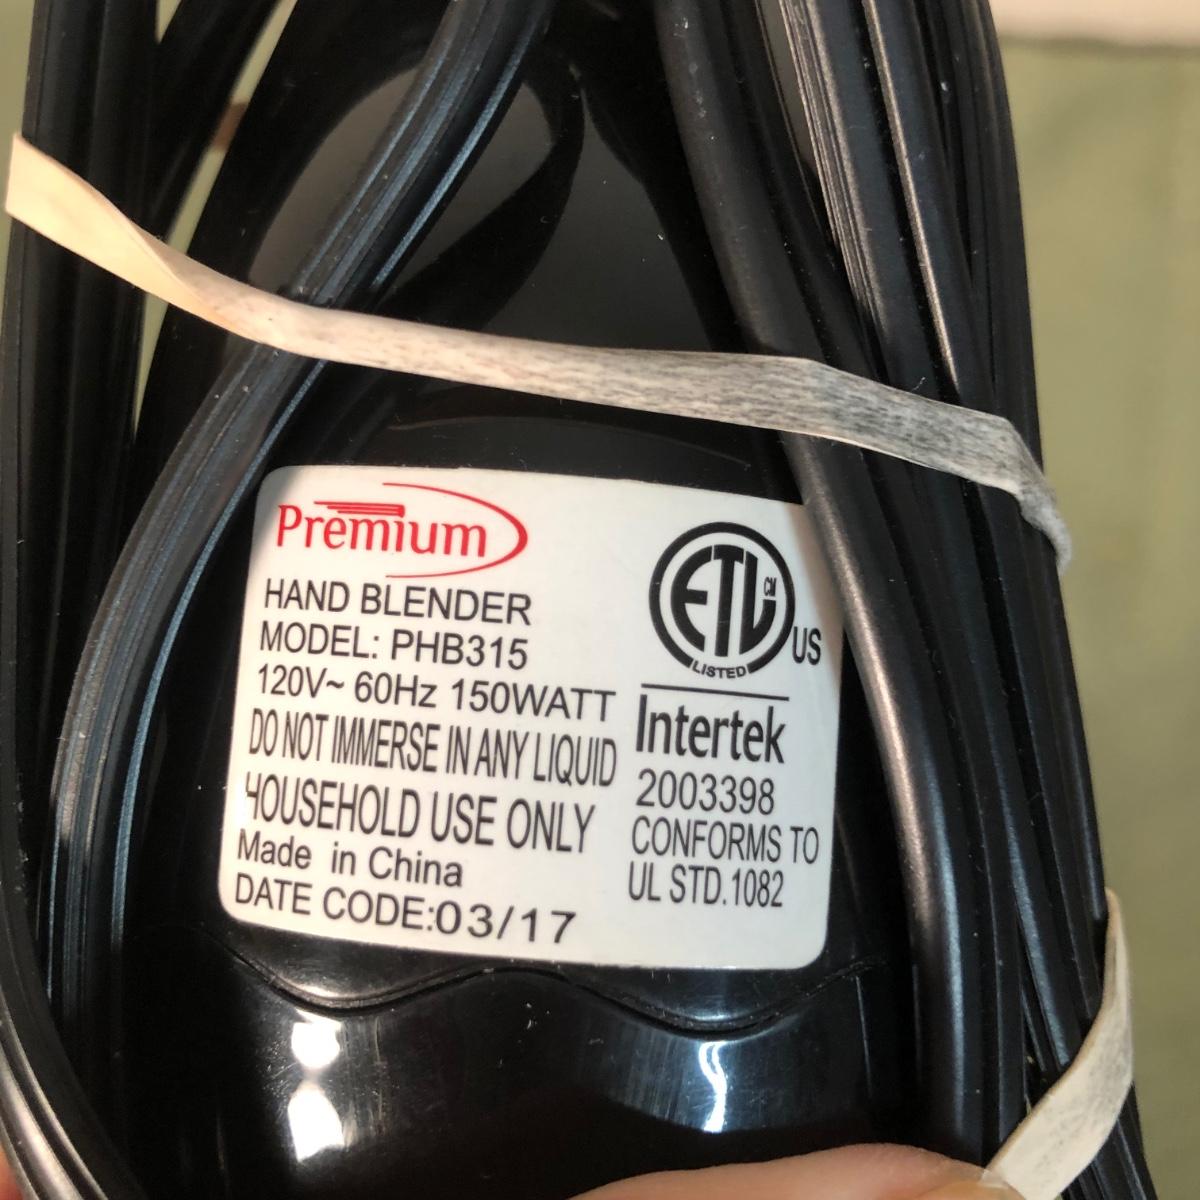 Premium
HAND BLENDER
MODEL: PHB315
120V~ 60Hz 150WATT
DO NOT IMMERSE IN ANY LIQUID
HOUSEHOLD USE ONLY
Made in China
DATE CODE:03/17
ETL CM
LISTED
US
Intertek
2003398
CONFORMS TO
UL STD.1082